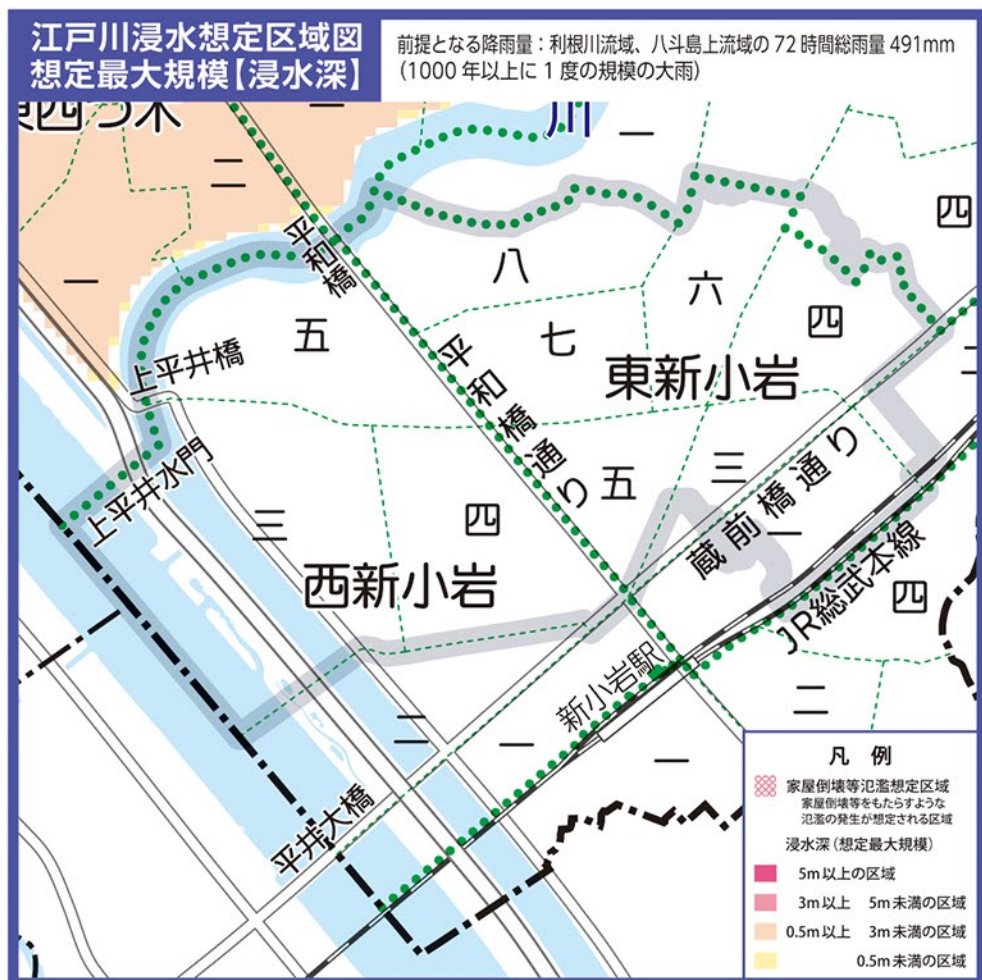 江戸川浸水想定区域図
想定最大規模【浸水深】
前提となる降雨量：利根川流域、八斗島上流域の72時間総雨量 491mm
（1000年以上に1度の規模の大雨）
東四つ木
二
一
川
一
四
平和橋
八
六
一
五
七
四
二
上平井橋
東新小岩
平和橋通り
上平井水門
三
四
五
三
蔵前橋通り
一
西新小岩
四
JR総武本線
新小岩駅
二
一
一
二
平井大橋
凡 例
家屋倒壊等氾濫想定区域
家屋倒壊等をもたらすような
氾濫の発生が想定される区域
浸水深（想定最大規模）
5m以上の区域
3m以上 5m未満の区域
0.5m以上 3m未満の区域
0.5m未満の区域